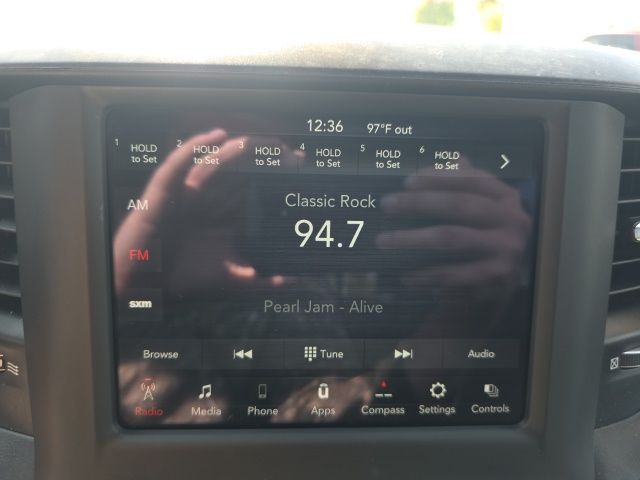 12:36 97°F out
1 HOLD to Set 2 HOLD to Set 3 HOLD to Set 4 HOLD to Set 5 HOLD to Set 6 HOLD to Set
AM
Classic Rock
94.7
FM
sxm
Pearl Jam - Alive
Browse Tune Audio
Radio Media Phone Apps Compass Settings Controls